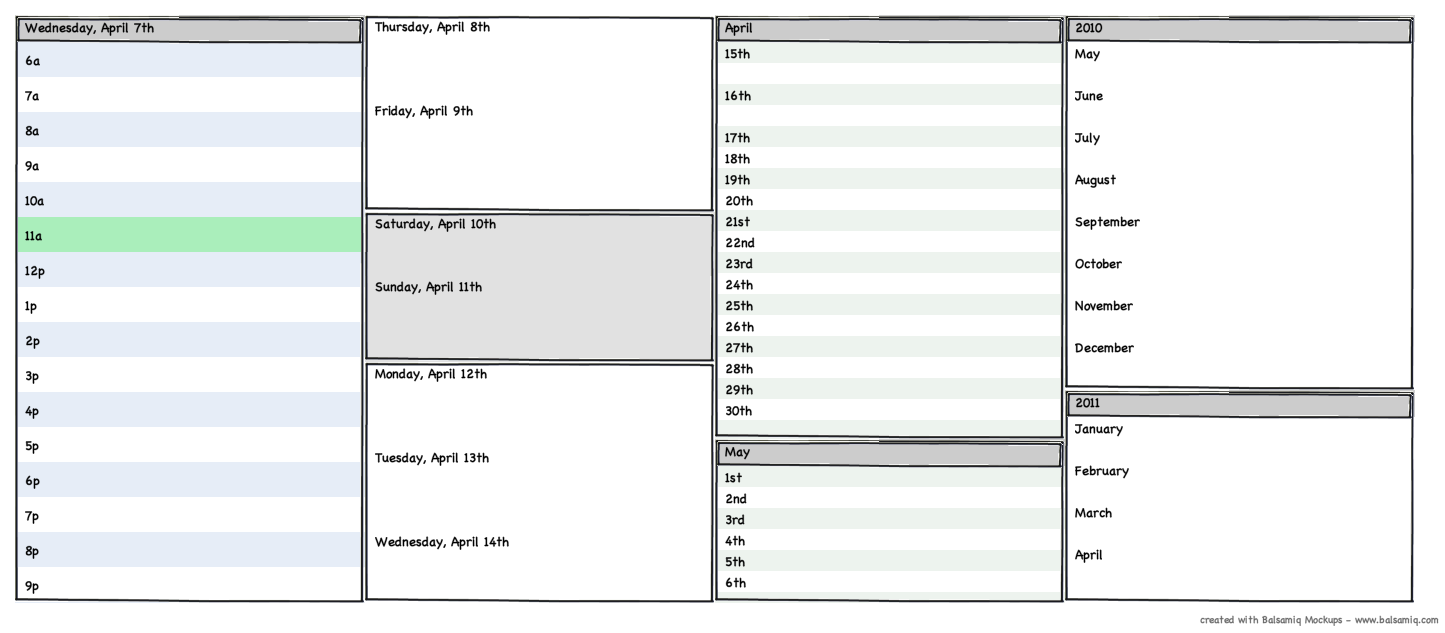 Wednesday, April 7th
6a
7a
8a
9a
10a
11a
12p
1p
2p
3p
4p
5p
6p
7p
8p
9p
Thursday, April 8th
Friday, April 9th
Saturday, April 10th
Sunday, April 11th
Monday, April 12th
Tuesday, April 13th
Wednesday, April 14th
April
15th
16th
17th
18th
19th
20th
21st
22nd
23rd
24th
25th
26th
27th
28th
29th
30th
May
1st
2nd
3rd
4th
5th
6th
2010
May
June
July
August
September
October
November
December
2011
January
February
March
April
created with Balsamiq Mockups - www.balsamiq.com